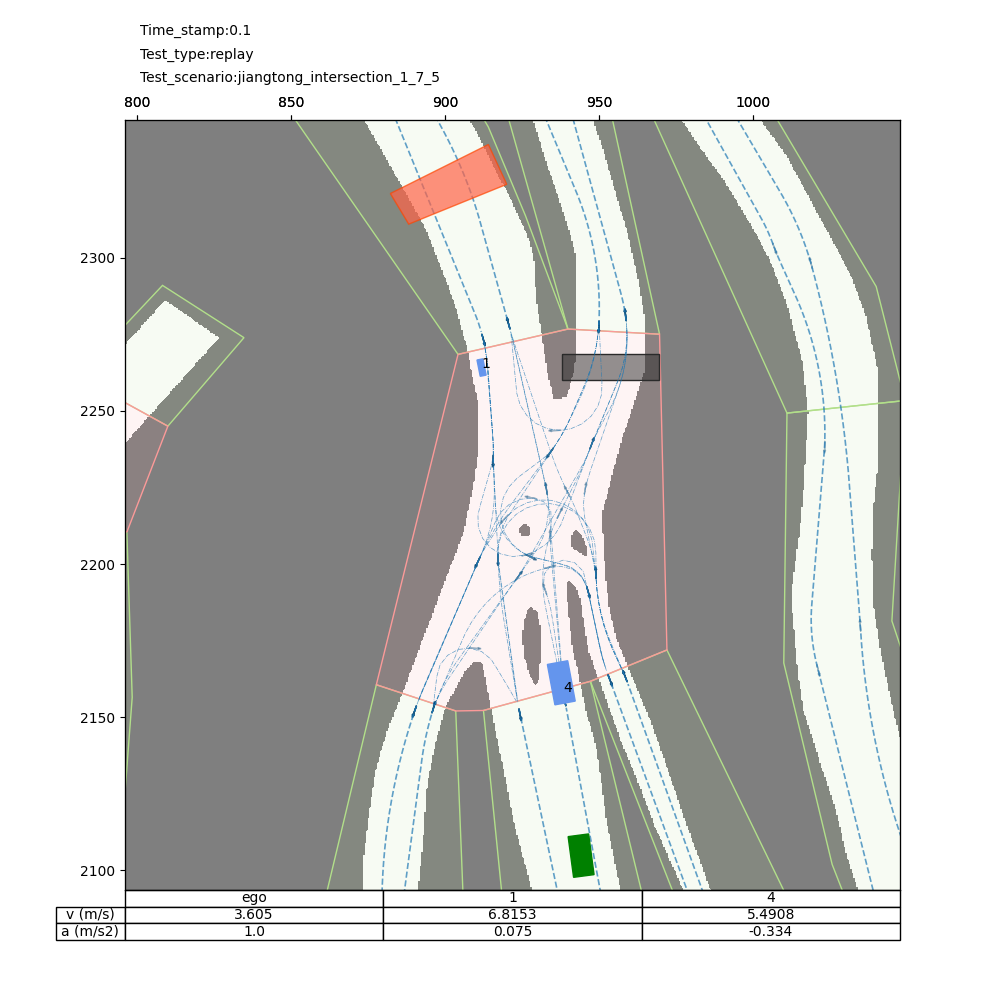 Time_stamp:0.1
Test_type:replay
Test_scenario:jiangtong_intersection_1_7_5
800 850 900 950 1000
2300
2250
2200
2150
2100
1
4
ego 1 4
v (m/s) 3.605 6.8153 5.4908
a (m/s2) 1.0 0.075 -0.334